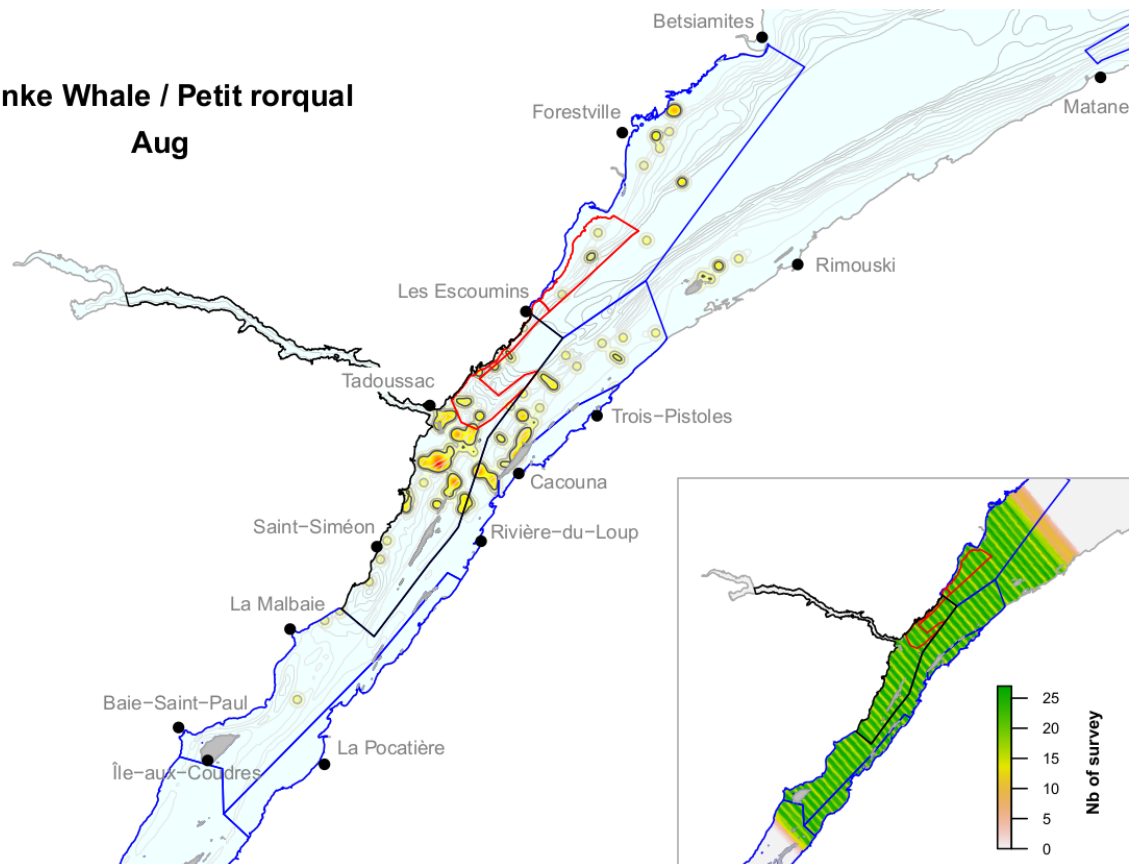 Betsiamites
nke Whale / Petit rorqual
Aug
Forestville
Matane
Rimouski
Les Escoumins
Tadoussac
Trois−Pistoles
Cacouna
Saint−Siméon
Rivière−du−Loup
La Malbaie
Baie−Saint−Paul
La Pocatière
Île−aux−Coudres
25
20
15
10
5
0
Nb of survey